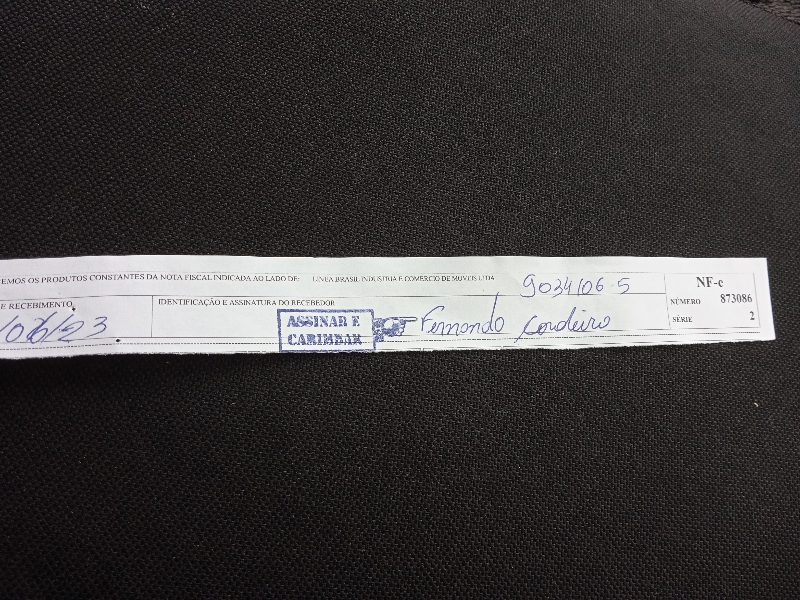 EMOS OS PRODUTOS CONSTANTES DA NOTA FISCAL INDICADA AO LADO DE: LINEA BRASIL INDUSTRIA E COMERCIO DE MOVEIS LTDA
9034106-5
E RECEBIMENTO
/06/23
IDENTIFICAÇÃO E ASSINATURA DO RECEBEDOR
ASSINAR E
CARIMBAR
Fernando Cordeiro
NF-e
NÚMERO 873086
SÉRIE 2